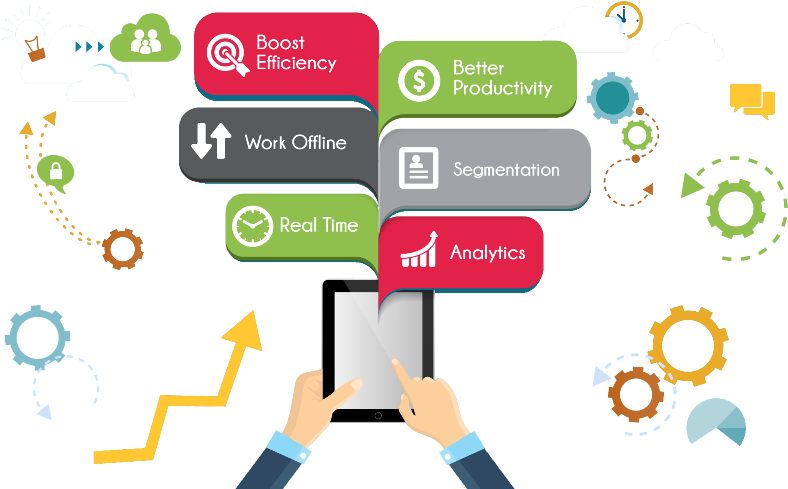 Boost
Efficiency
Better
Productivity
Work Offline
Segmentation
Real Time
Analytics